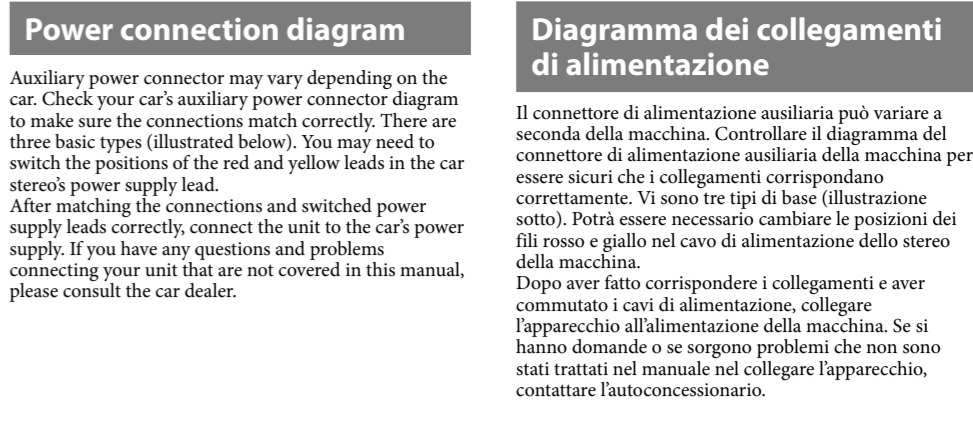 Power connection diagram
Auxiliary power connector may vary depending on the
car. Check your car's auxiliary power connector diagram
to make sure the connections match correctly. There are
three basic types (illustrated below). You may need to
switch the positions of the red and yellow leads in the car
stereo's power supply lead.
After matching the connections and switched power
supply leads correctly, connect the unit to the car's power
supply. If you have any questions and problems
connecting your unit that are not covered in this manual,
please consult the car dealer.
Diagramma dei collegamenti
di alimentazione
Il connettore di alimentazione ausiliaria può variare a
seconda della macchina. Controllare il diagramma del
connettore di alimentazione ausiliaria della macchina per
essere sicuri che i collegamenti corrispondano
correttamente. Vi sono tre tipi di base (illustrazione
sotto). Potrà essere necessario cambiare le posizioni dei
fili rosso e giallo nel cavo di alimentazione dello stereo
della macchina.
Dopo aver fatto corrispondere i collegamenti e aver
commutato i cavi di alimentazione, collegare
l'apparecchio all'alimentazione della macchina. Se si
hanno domande o se sorgono problemi che non sono
stati trattati nel manuale nel collegare l'apparecchio,
contattare l'autoconcessionario.